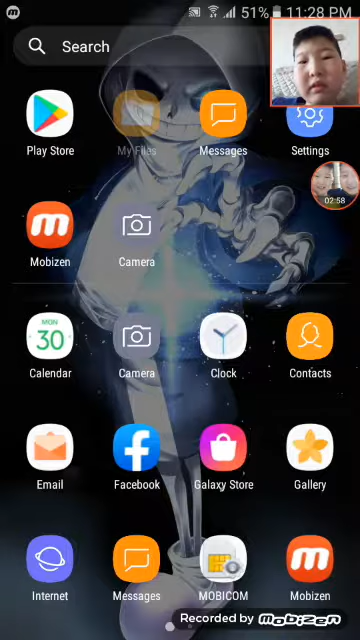 51% 11:28 PM
Search
Play Store
My Files
Messages
Settings
02:58
Mobizen
Camera
MON
30
Calendar
Camera
Clock
Contacts
Email
Facebook
Galaxy Store
Gallery
Internet
Messages
MOBICOM
Mobizen
Recorded by Mobizen